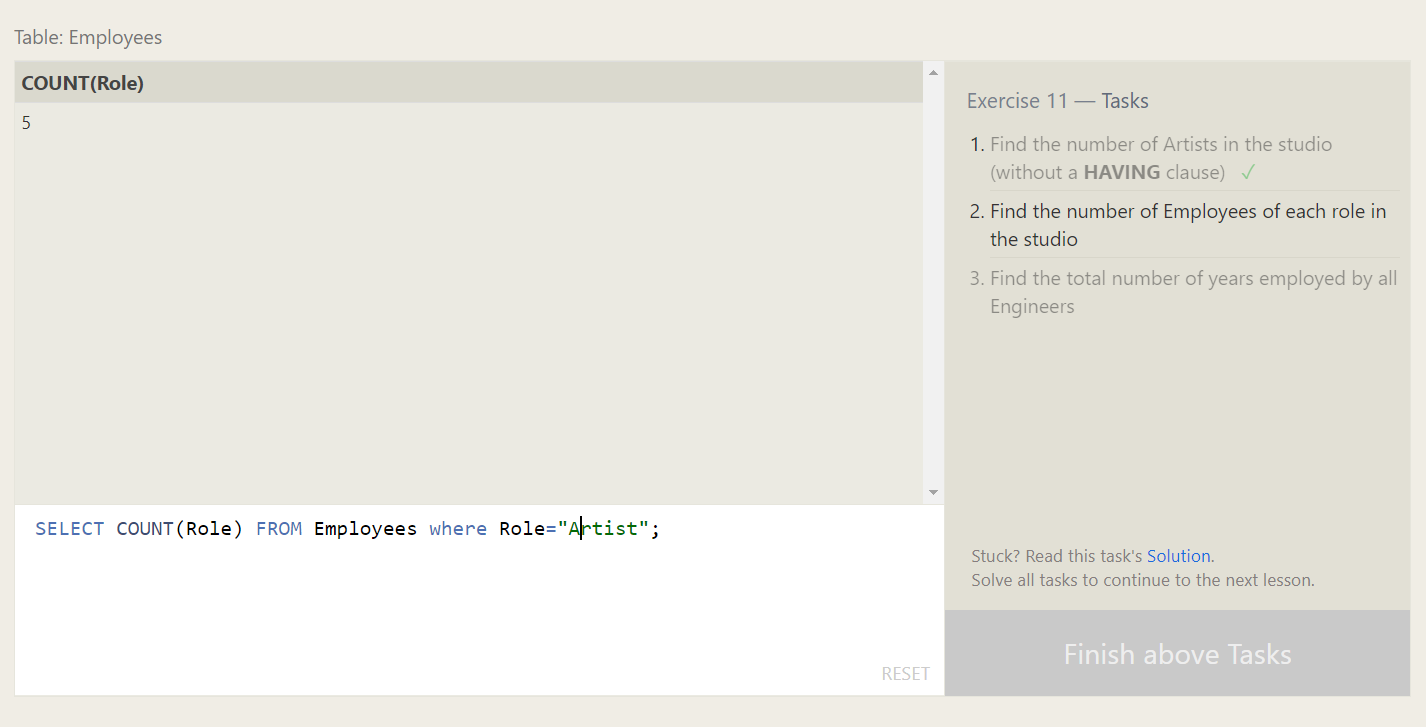 Table: Employees
COUNT(Role)
5
SELECT COUNT(Role) FROM Employees where Role="Artist";
RESET
Exercise 11 — Tasks
1. Find the number of Artists in the studio
(without a HAVING clause) ✓
2. Find the number of Employees of each role in
the studio
3. Find the total number of years employed by all
Engineers
Stuck? Read this task's Solution.
Solve all tasks to continue to the next lesson.
Finish above Tasks